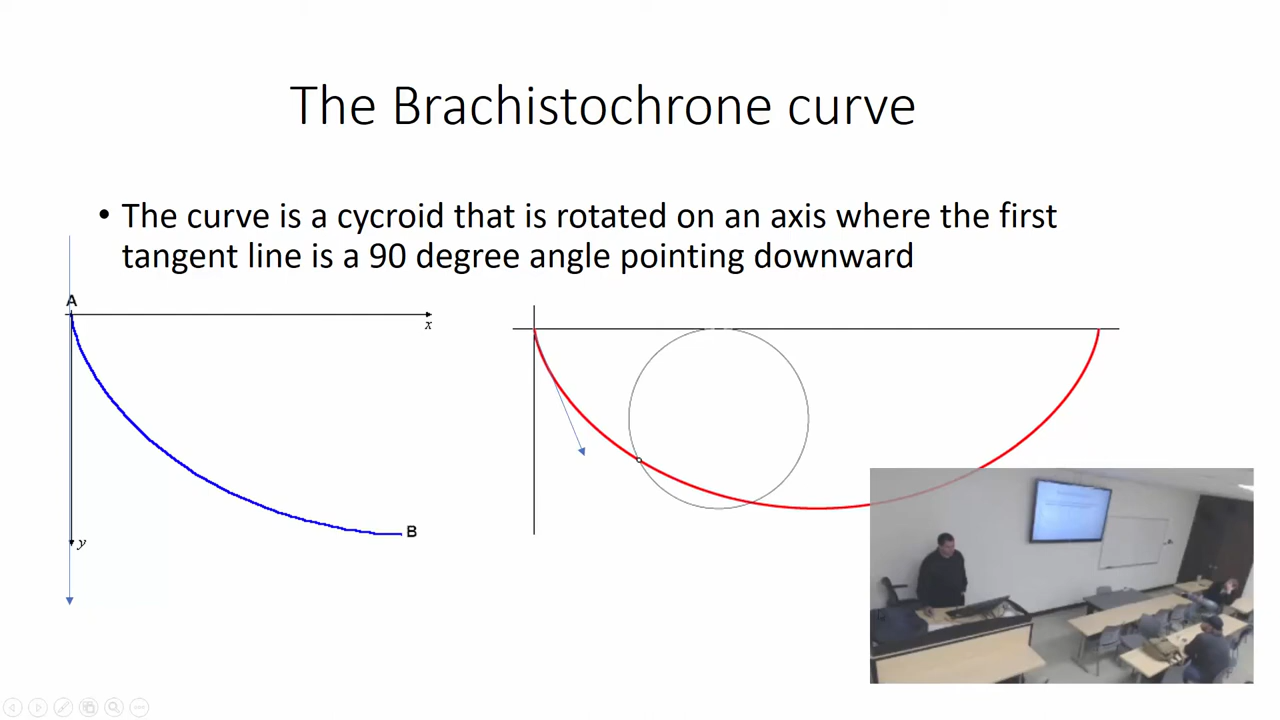 The Brachistochrone curve
• The curve is a cycroid that is rotated on an axis where the first
tangent line is a 90 degree angle pointing downward
A
x
B
y